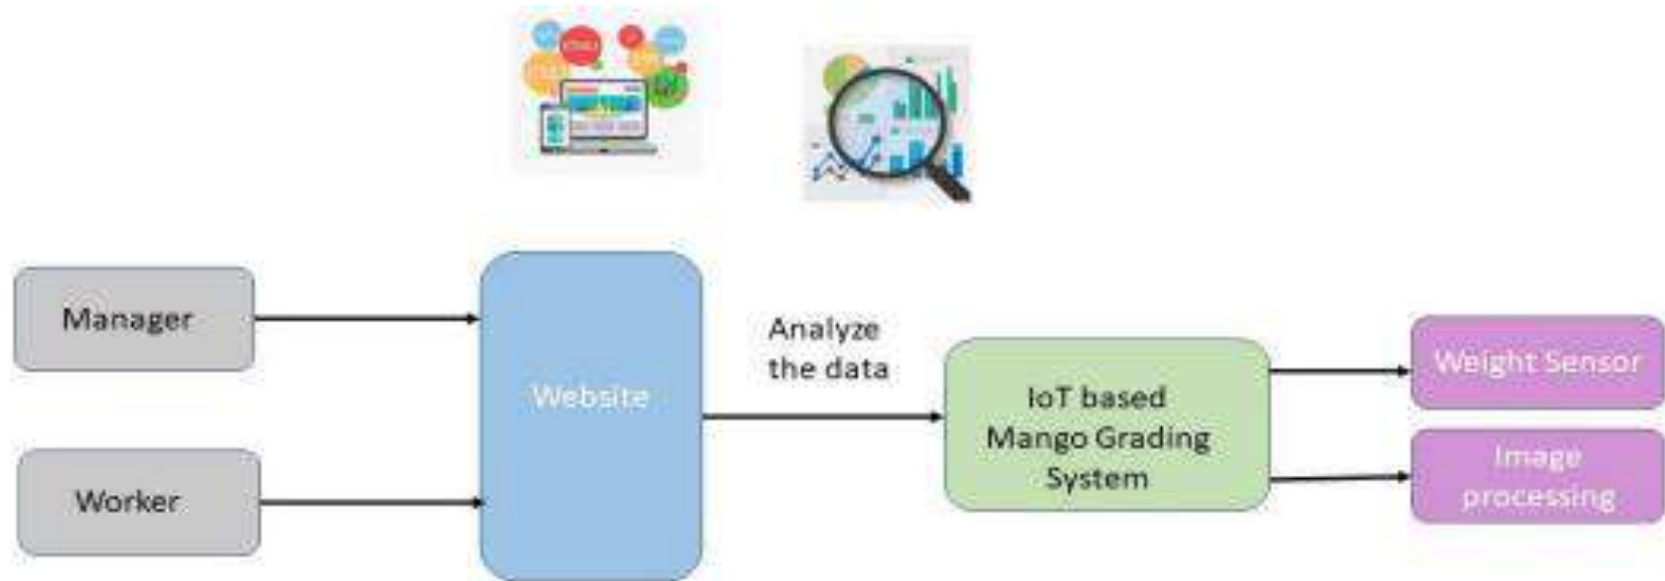 Manager
Worker
Website
Analyze
the data
IoT based
Mango Grading
System
Weight Sensor
Image
processing